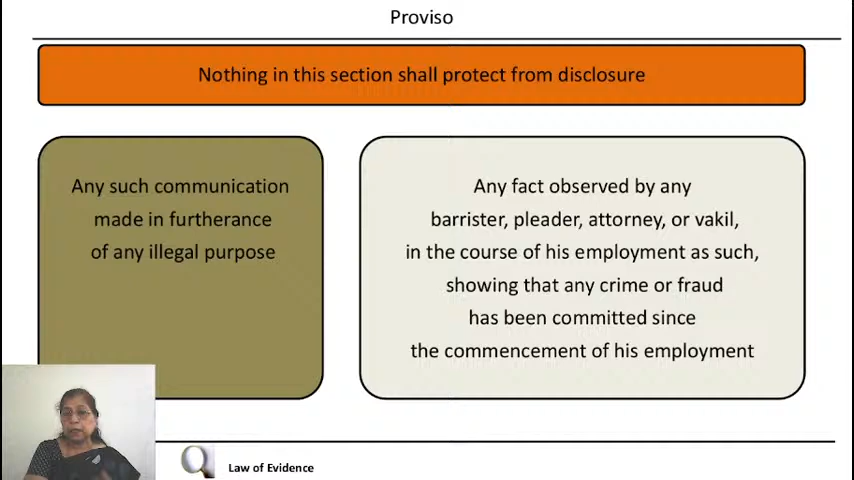 Proviso
Nothing in this section shall protect from disclosure
Any such communication
made in furtherance
of any illegal purpose
Any fact observed by any
barrister, pleader, attorney, or vakil,
in the course of his employment as such,
showing that any crime or fraud
has been committed since
the commencement of his employment
Law of Evidence